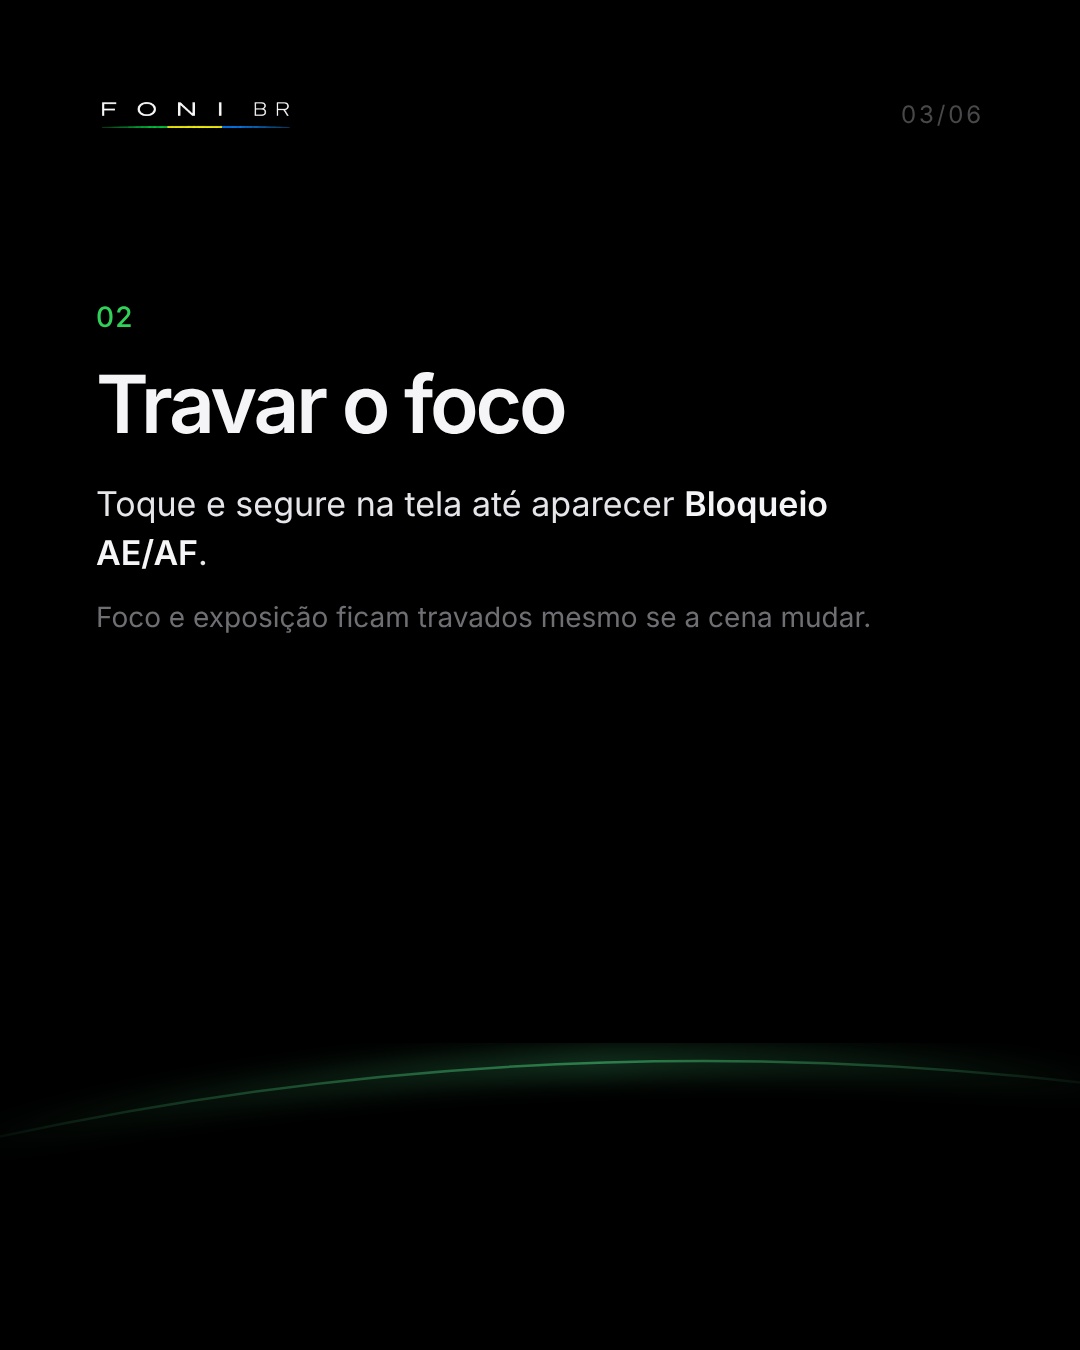 FONI BR
03/06
02
Travar o foco
Toque e segure na tela até aparecer Bloqueio
AE/AF.
Foco e exposição ficam travados mesmo se a cena mudar.